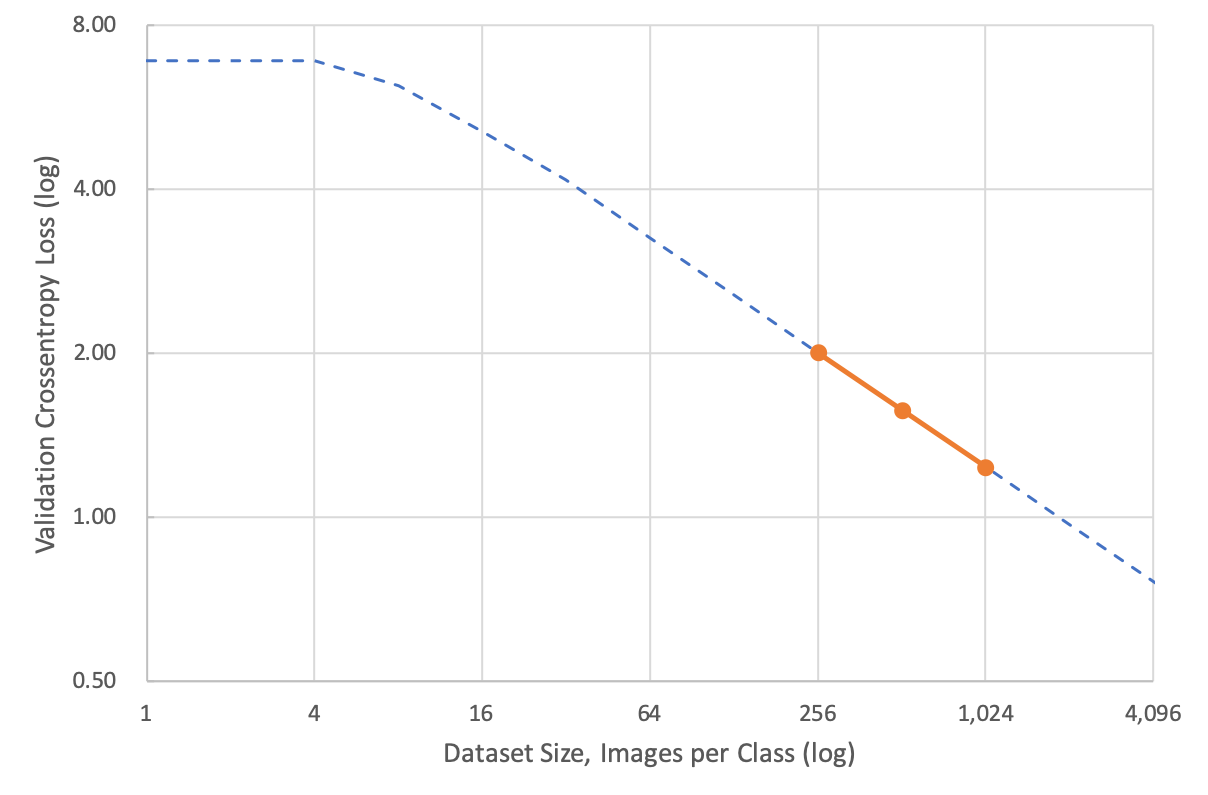 8.00
4.00
2.00
1.00
0.50
Validation Crossentropy Loss (log)
1 4 16 64 256 1,024 4,096
Dataset Size, Images per Class (log)